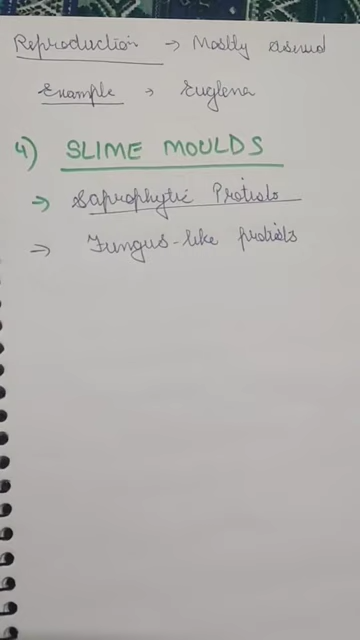 Reproduction → Mostly asexual
Example → Euglena
4) SLIME MOULDS
→ Saprophytic Protists
→ Fungus-like protists